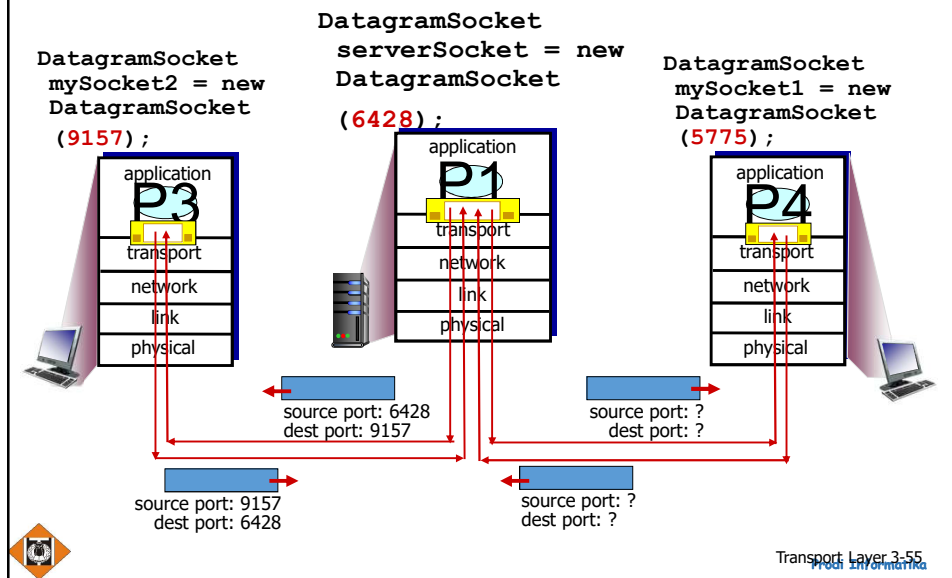 DatagramSocket
serverSocket = new
DatagramSocket
(6428);
DatagramSocket
mySocket2 = new
DatagramSocket
(9157);
DatagramSocket
mySocket1 = new
DatagramSocket
(5775);
application
P3
transport
network
link
physical
application
P1
transport
network
link
physical
application
P4
transport
network
link
physical
source port: 6428
dest port: 9157
source port: ?
dest port: ?
source port: 9157
dest port: 6428
source port: ?
dest port: ?
Transport Layer 3-55
Prodi Informatika